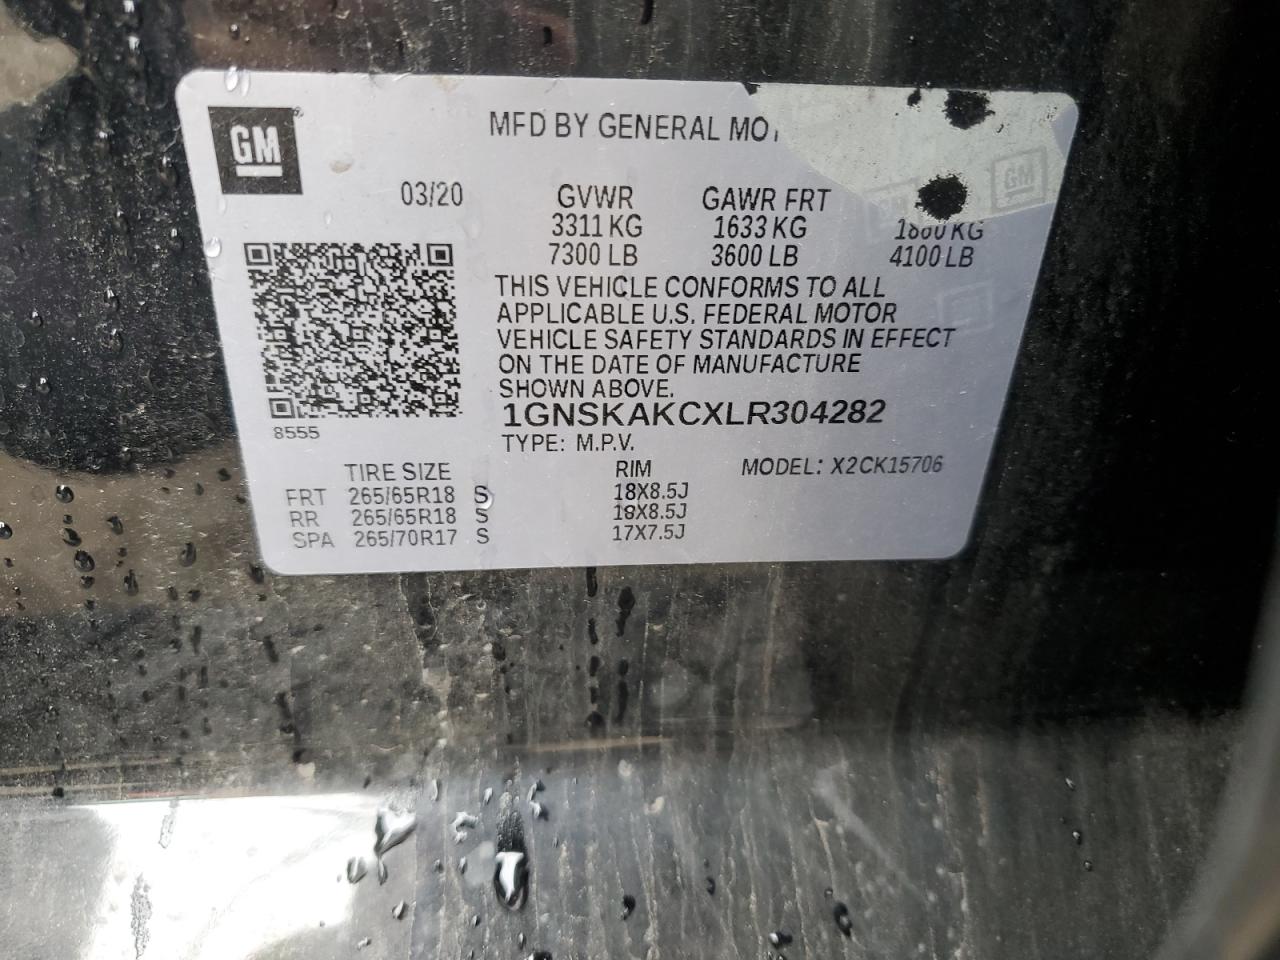 GM
MFD BY GENERAL
03/20 GVWR GAWR FRT
3311 KG 1633 KG KG
7300 LB 3600 LB 4100 LB
THIS VEHICLE CONFORMS TO ALL
APPLICABLE U.S. FEDERAL MOTOR
VEHICLE SAFETY STANDARDS IN EFFECT
ON THE DATE OF MANUFACTURE
SHOWN ABOVE.
1GNSKAKCXLR304282
8555
TYPE: M.P.V.
TIRE SIZE RIM MODEL: X2CK15706
FRT 265/65R18 S 18X8.5J
RR 265/65R18 S 18X8.5J
SPA 265/70R17 S 17X7.5J